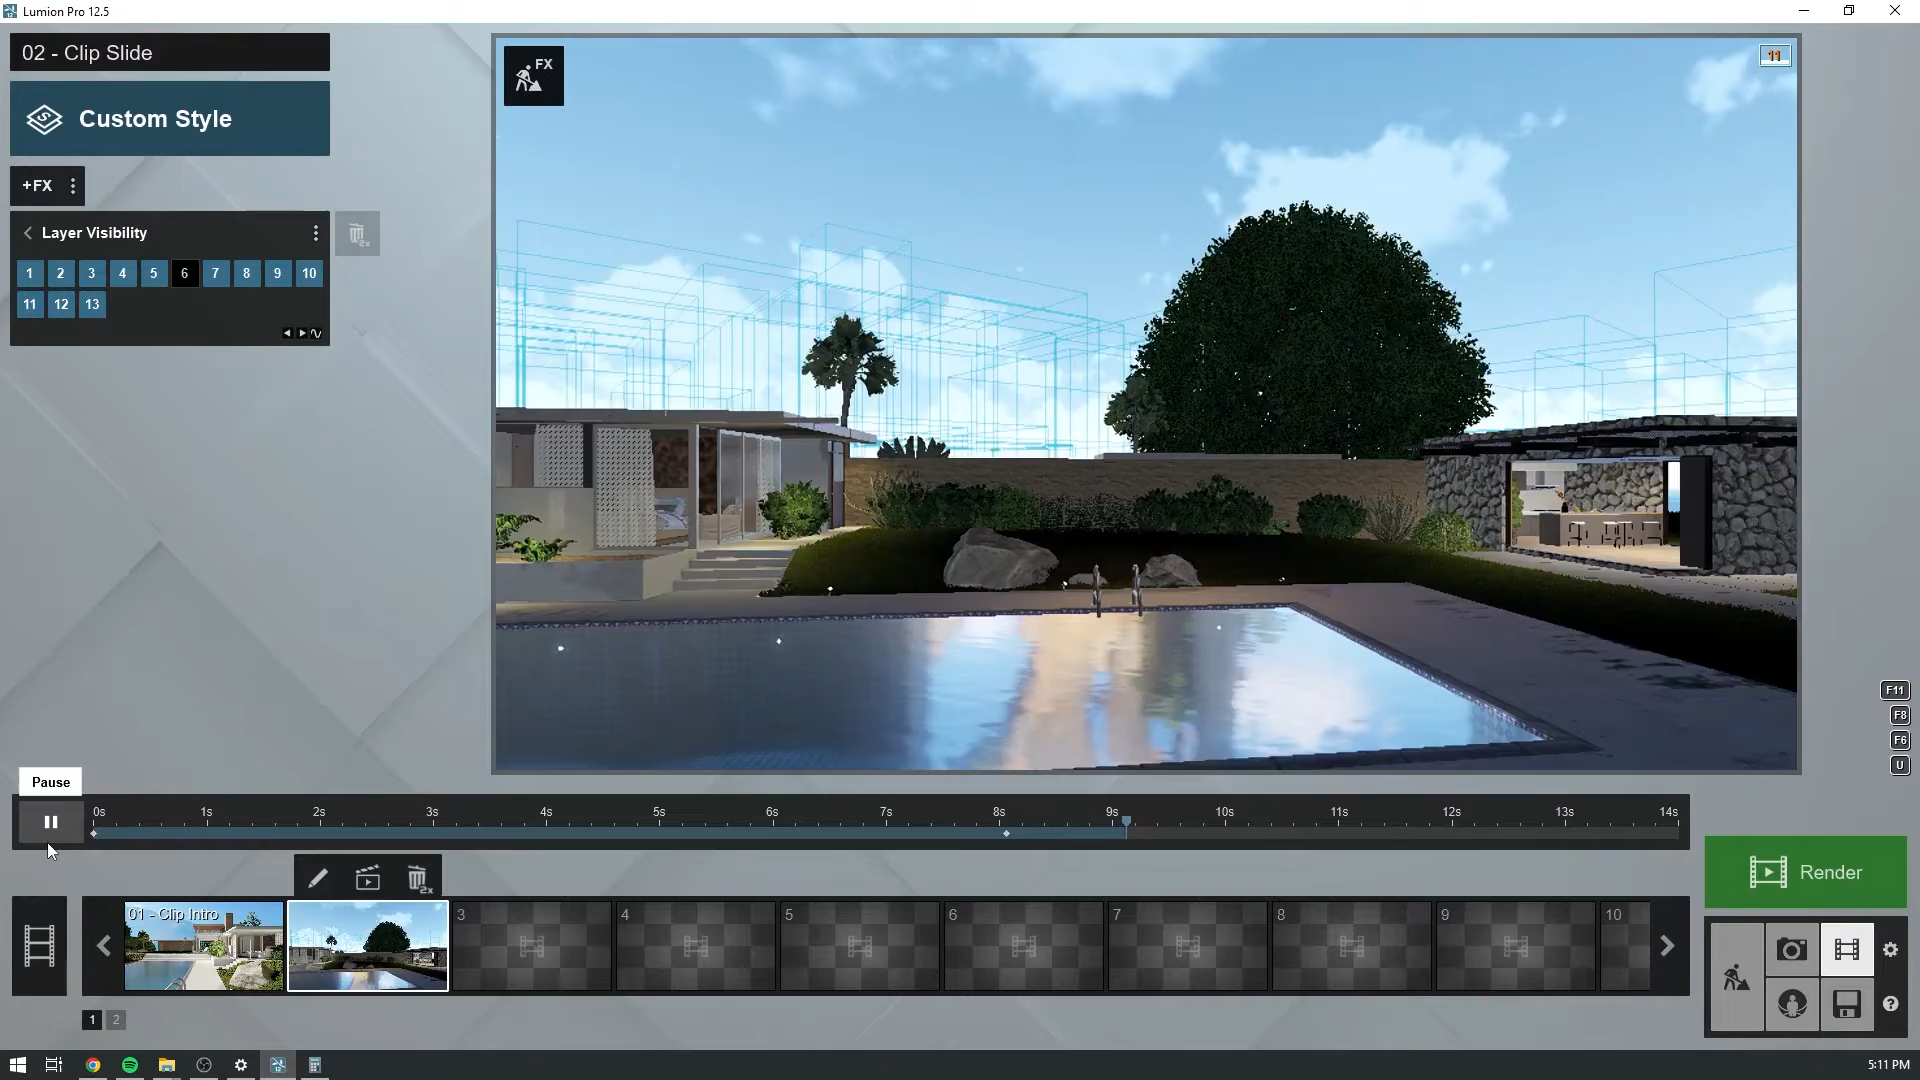 Lumion Pro 12.5
02 - Clip Slide
FX
11
Custom Style
+FX
Layer Visibility
2x
1 2 3 4 5 6 7 8 9 10
11 12 13
F11
F8
F6
U
Pause
0s 1s 2s 3s 4s 5s 6s 7s 8s 9s 10s 11s 12s 13s 14s
2x
Render
01 - Clip Intro
3 4 5 6 7 8 9 10
1 2
?
12
5:11 PM